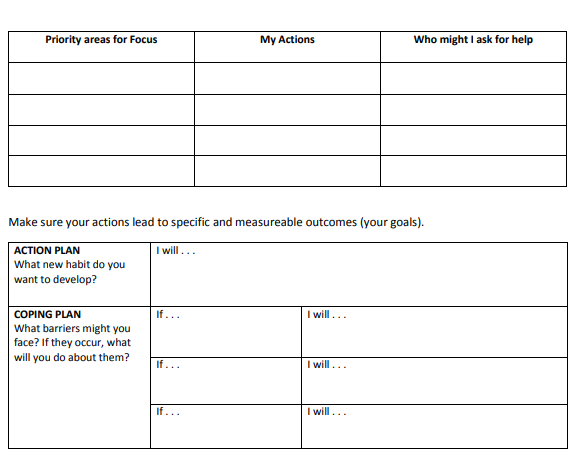 Priority areas for Focus My Actions Who might I ask for help
Make sure your actions lead to specific and measureable outcomes (your goals).
ACTION PLAN
What new habit do you
want to develop?
I will . . .
COPING PLAN
What barriers might you
face? If they occur, what
will you do about them?
If . . . I will . . .
If . . . I will . . .
If . . . I will . . .